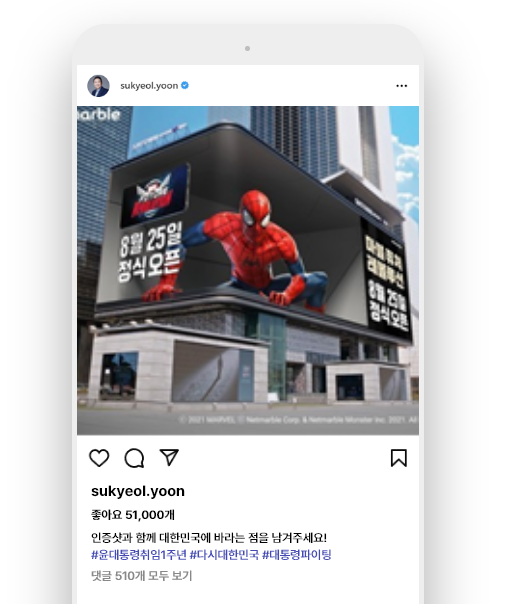 sukyeol.yoon
marble
8월 25일
정식오픈
마블 퓨처
레볼루션
8월 25일
정식오픈
© 2021 MARVEL © Netmarble Corp. & Netmarble Monster Inc. 2021. All
sukyeol.yoon
좋아요 51,000개
인증샷과 함께 대한민국에 바라는 점을 남겨주세요!
#윤대통령취임1주년 #다시대한민국 #대통령파이팅
댓글 510개 모두 보기